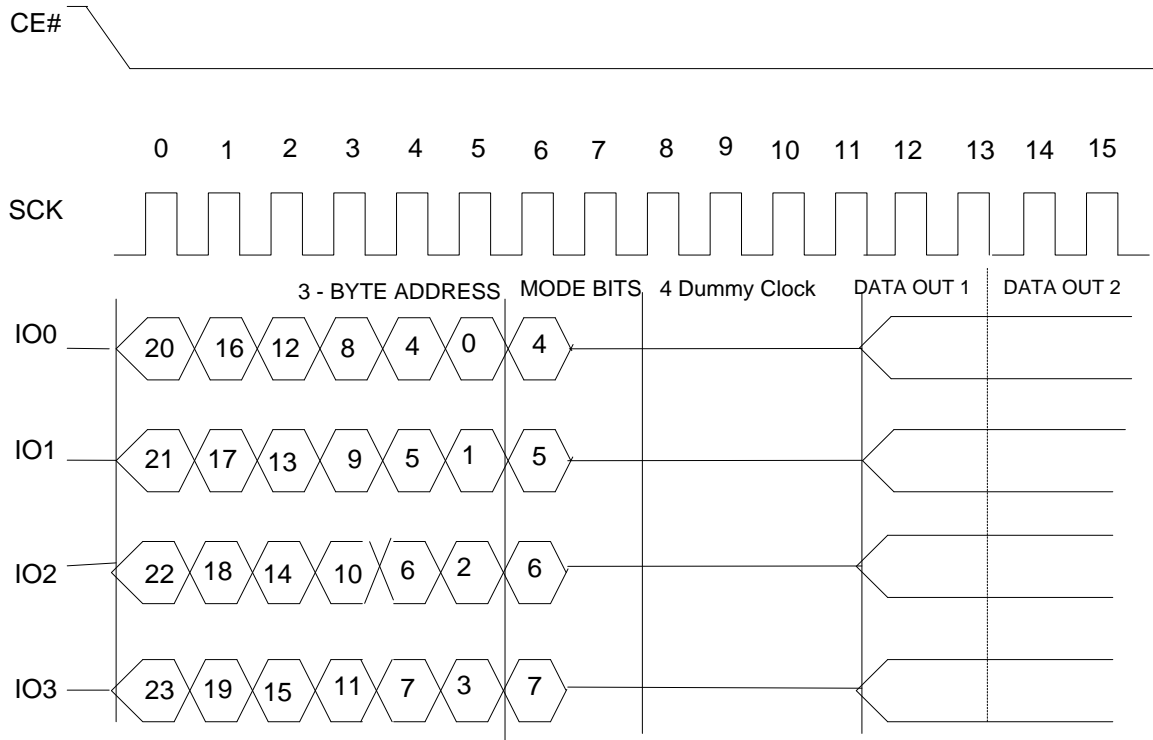 CE#
0 1 2 3 4 5 6 7 8 9 10 11 12 13 14 15
SCK
3 - BYTE ADDRESS MODE BITS 4 Dummy Clock DATA OUT 1 DATA OUT 2
IO0 20 16 12 8 4 0 4
IO1 21 17 13 9 5 1 5
IO2 22 18 14 10 6 2 6
IO3 23 19 15 11 7 3 7